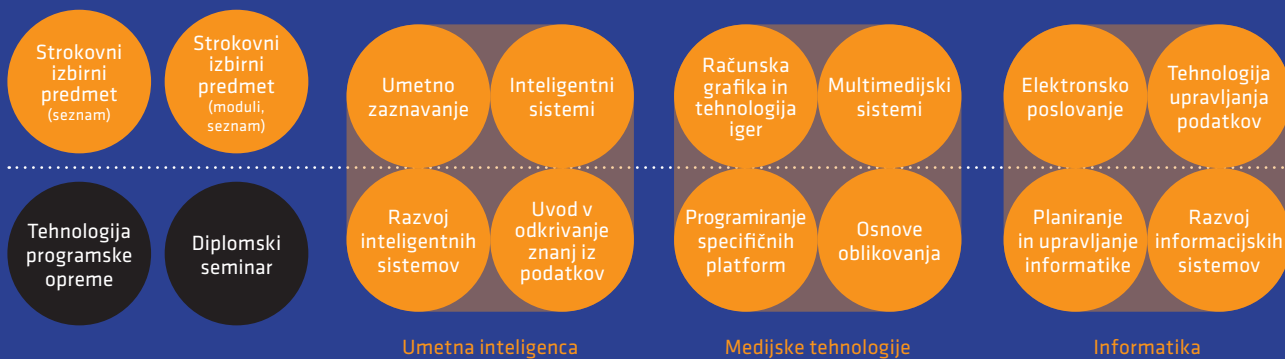 Strokovni
izbirni
predmet
(seznam)
Strokovni
izbirni
predmet
(moduli,
seznam)
Umetno
zaznavanje
Inteligentni
sistemi
Računska
grafika in
tehnologija
iger
Multimedijski
sistemi
Elektronsko
poslovanje
Tehnologija
upravljanja
podatkov
Tehnologija
programske
opreme
Diplomski
seminar
Razvoj
inteligentnih
sistemov
Uvod v
odkrivanje
znanj iz
podatkov
Programiranje
specifičnih
platform
Osnove
oblikovanja
Planiranje
in upravljanje
informatike
Razvoj
informacijskih
sistemov
Umetna inteligenca
Medijske tehnologije
Informatika